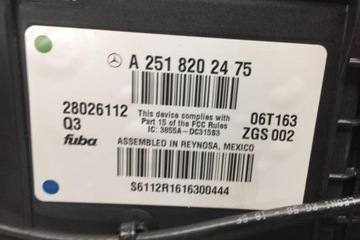 A 251 820 24 75
28026112
Q3
fuba
This device complies with
Part 15 of the FCC Rules
IC: 3855A-DC315S3
06T163
ZGS 002
ASSEMBLED IN REYNOSA, MEXICO
S6112R1616300444